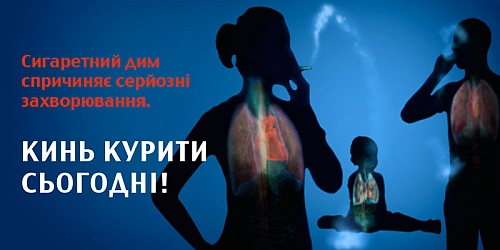 Сигаретний дим
спричиняє серйозні
захворювання.
КИНЬ КУРИТИ
СЬОГОДНІ!